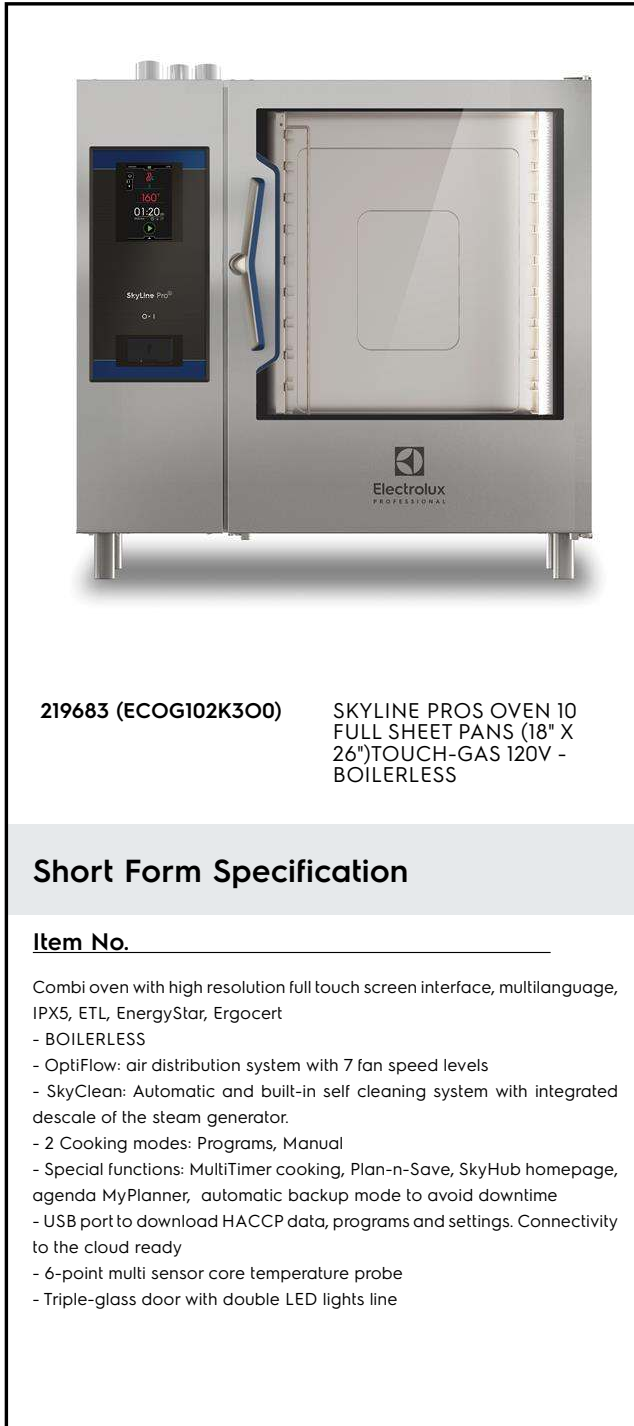 160°
01:20
SkyLine ProS
Electrolux
PROFESSIONAL
219683 (ECOG102K3O0)
SKYLINE PROS OVEN 10
FULL SHEET PANS (18" X
26")TOUCH-GAS 120V -
BOILERLESS
Short Form Specification
Item No.
Combi oven with high resolution full touch screen interface, multilanguage,
IPX5, ETL, EnergyStar, Ergocert
- BOILERLESS
- OptiFlow: air distribution system with 7 fan speed levels
- SkyClean: Automatic and built-in self cleaning system with integrated
descale of the steam generator.
- 2 Cooking modes: Programs, Manual
- Special functions: MultiTimer cooking, Plan-n-Save, SkyHub homepage,
agenda MyPlanner, automatic backup mode to avoid downtime
- USB port to download HACCP data, programs and settings. Connectivity
to the cloud ready
- 6-point multi sensor core temperature probe
- Triple-glass door with double LED lights line